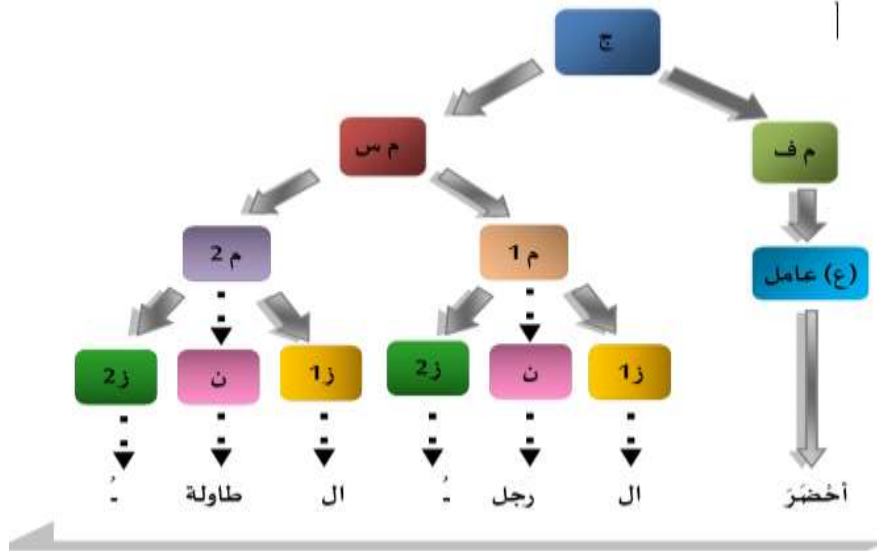 ج
م ف
م س
م 1
م 2
(ع) عامل
ز1
ن
ز2
ز1
ن
ز2
أحْضَرَ
ال
رجل
ـُ
ال
طاولة
ـُ